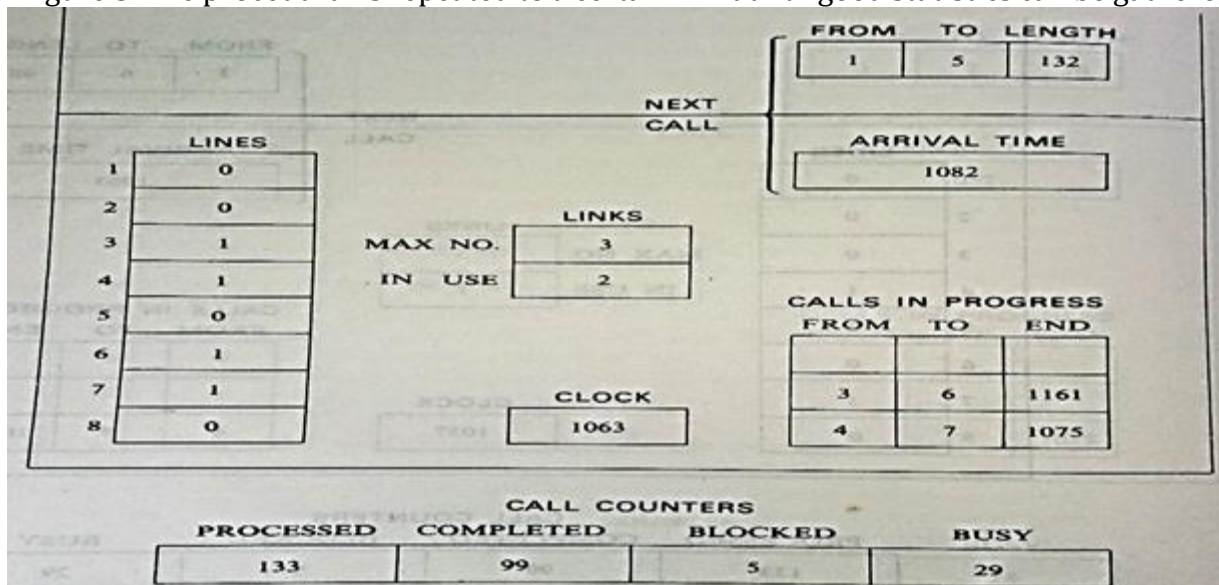 FROM TO LENGTH
1 5 132
NEXT
CALL
ARRIVAL TIME
1082
LINES
1 0
2 0
3 1
4 1
5 0
6 1
7 1
8 0
LINKS
MAX NO. 3
IN USE 2
CLOCK
1063
CALLS IN PROGRESS
FROM TO END
3 6 1161
4 7 1075
CALL COUNTERS
PROCESSED COMPLETED BLOCKED BUSY
133 99 5 29